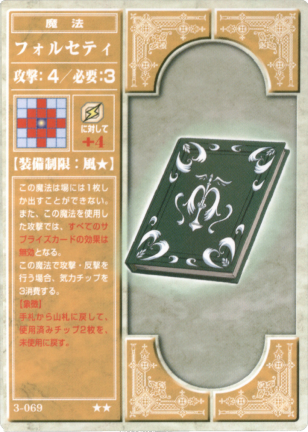 魔法
フォルセティ
攻撃:4／必要:3
に対して
+4
【装備制限：風★】
この魔法は場には1枚し
か出すことができない。
また、この魔法を使用し
た攻撃では、すべてのサ
プライズカードの効果は
無効となる。
この魔法で攻撃・反撃を
行う場合、気力チップを
3消費する。
手札から山札に戻して、
使用済みチップ2枚を、
未使用に戻す。
3-069
★★